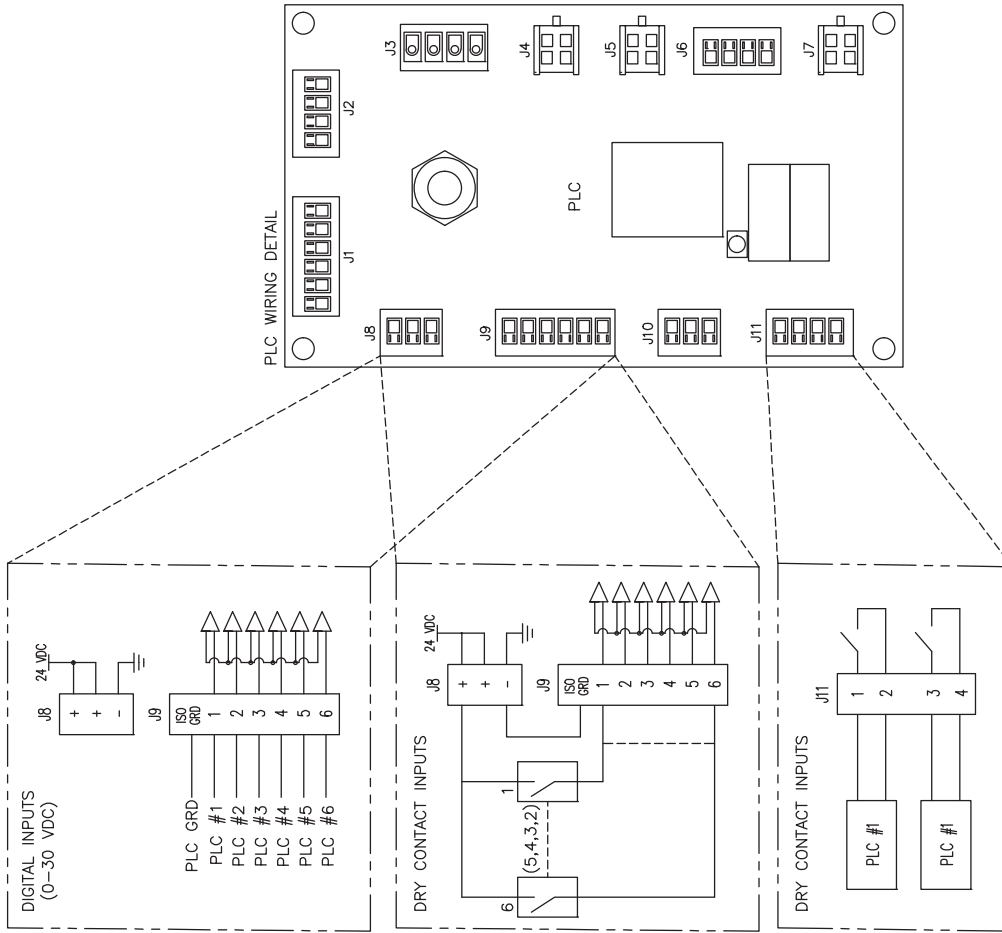 PLC WIRING DETAIL
J1
J2
J3
J4
J5
J6
J7
J8
J9
J10
J11
PLC
DIGITAL INPUTS
(0-30 VDC)
24 VDC
J8
+
+
-
J9
ISO
GRD
1
2
3
4
5
6
PLC GRD
PLC #1
PLC #2
PLC #3
PLC #4
PLC #5
PLC #6
DRY CONTACT INPUTS
24 VDC
J8
+
+
-
J9
ISO
GRD
1
2
3
4
5
6
1
(5,4,3,2)
6
DRY CONTACT INPUTS
J11
1
2
3
4
PLC #1
PLC #1